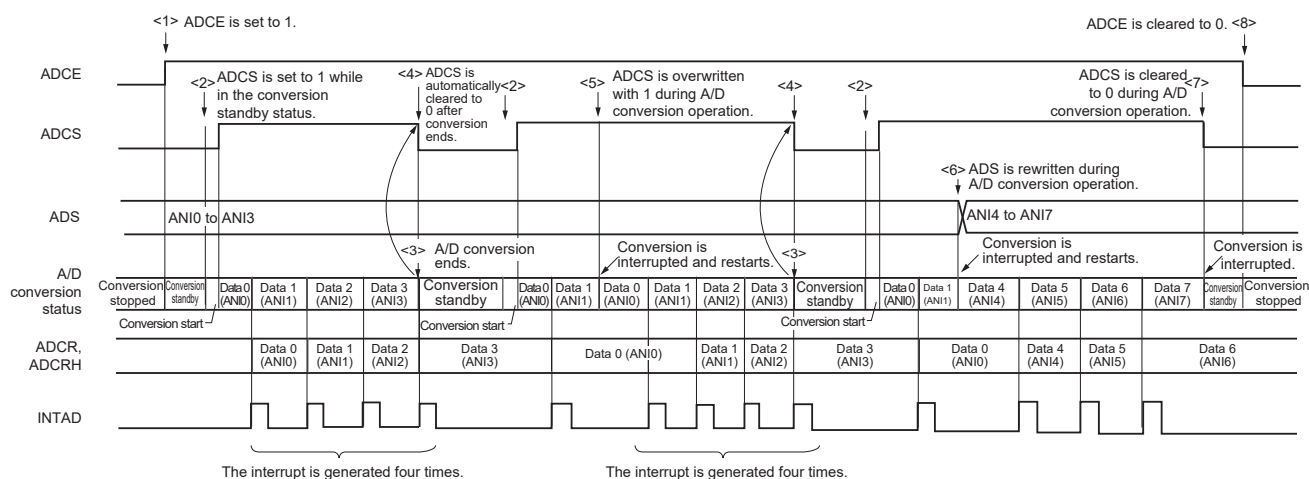 <1> ADCE is set to 1.
ADCE is cleared to 0. <8>
ADCE
<2> ADCS is set to 1 while
in the conversion
standby status.
<4> ADCS is
automatically
cleared to
0 after
conversion
ends.
<2>
<5> ADCS is overwritten
with 1 during A/D
conversion operation.
<4>
<2>
ADCS is cleared <7>
to 0 during A/D
conversion operation.
ADCS
<6> ADS is rewritten during
A/D conversion operation.
ADS
ANI0 to ANI3
ANI4 to ANI7
<3> A/D conversion
ends.
Conversion is
interrupted and restarts.
<3>
Conversion is
interrupted and restarts.
Conversion is
interrupted.
A/D
conversion
status
Conversion
stopped
Conversion
standby
Data 0
(ANI0)
Data 1
(ANI1)
Data 2
(ANI2)
Data 3
(ANI3)
Conversion
standby
Data 0
(ANI0)
Data 1
(ANI1)
Data 0
(ANI0)
Data 1
(ANI1)
Data 2
(ANI2)
Data 3
(ANI3)
Conversion
standby
Data 0
(ANI0)
Data 1
(ANI1)
Data 4
(ANI4)
Data 5
(ANI5)
Data 6
(ANI6)
Data 7
(ANI7)
Conversion
standby
Conversion
stopped
Conversion start
Conversion start
Conversion start
ADCR,
ADCRH
Data 0
(ANI0)
Data 1
(ANI1)
Data 2
(ANI2)
Data 3
(ANI3)
Data 0 (ANI0)
Data 1
(ANI1)
Data 2
(ANI2)
Data 3
(ANI3)
Data 0
(ANI0)
Data 4
(ANI4)
Data 5
(ANI5)
Data 6
(ANI6)
INTAD
The interrupt is generated four times.
The interrupt is generated four times.